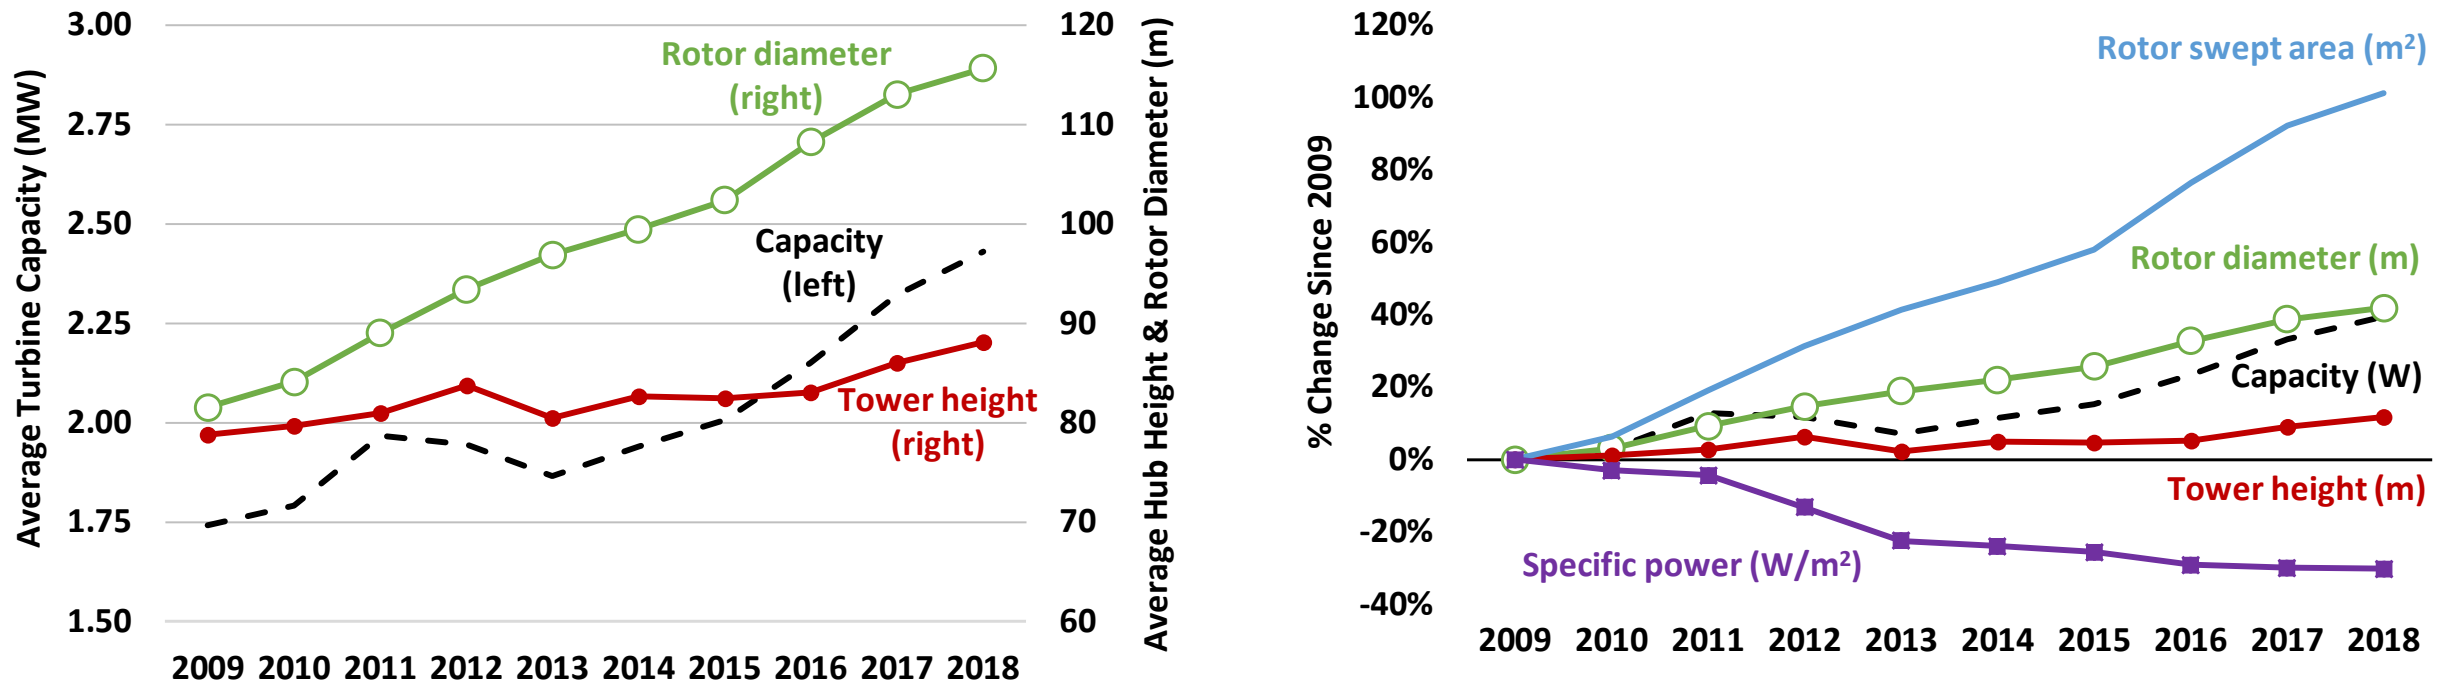 Average Turbine Capacity (MW)
3.00
2.75
2.50
2.25
2.00
1.75
1.50
Rotor diameter
(right)
Capacity
(left)
Tower height
(right)
120
110
100
90
80
70
60
Average Hub Height & Rotor Diameter (m)
2009 2010 2011 2012 2013 2014 2015 2016 2017 2018
% Change Since 2009
120%
100%
80%
60%
40%
20%
0%
-20%
-40%
Rotor swept area (m²)
Rotor diameter (m)
Capacity (W)
Tower height (m)
Specific power (W/m²)
2009 2010 2011 2012 2013 2014 2015 2016 2017 2018